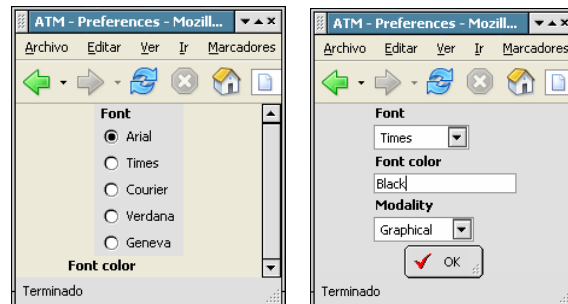 ATM - Preferences - Mozill...
Archivo Editar Ver Ir Marcadores
Font
Arial
Times
Courier
Verdana
Geneva
Font color
Terminado
ATM - Preferences - Mozill...
Archivo Editar Ver Ir Marcadores
Font
Times
Font color
Black
Modality
Graphical
OK
Terminado